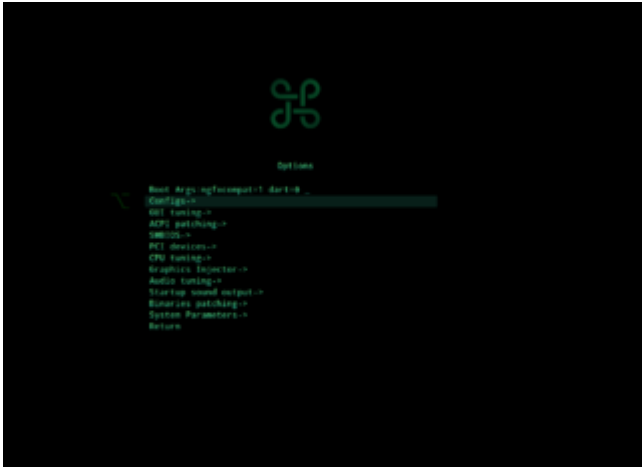 Options
Boot Args:ngfxcompat=1 dart=0 _
Configs->
GUI tuning->
ACPI patching->
SMBIOS->
PCI devices->
CPU tuning->
Graphics Injector->
Audio tuning->
Startup sound output->
Binaries patching->
System Parameters->
Return